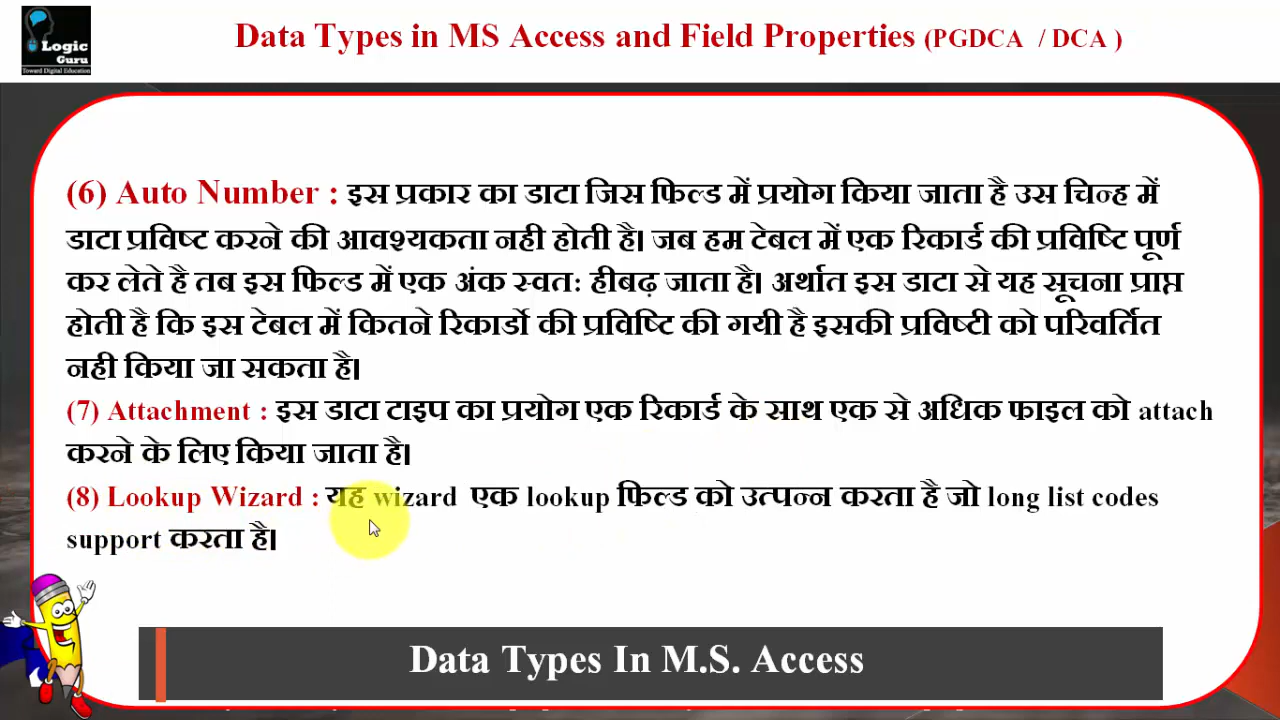 Logic
Guru
Toward Digital Education
Data Types in MS Access and Field Properties (PGDCA / DCA )
(6) Auto Number : इस प्रकार का डाटा जिस फिल्ड में प्रयोग किया जाता है उस चिन्ह में
डाटा प्रविष्ट करने की आवश्यकता नही होती है। जब हम टेबल में एक रिकार्ड की प्रविष्टि पूर्ण
कर लेते है तब इस फिल्ड में एक अंक स्वतः हीबढ़ जाता है। अर्थात इस डाटा से यह सूचना प्राप्त
होती है कि इस टेबल में कितने रिकार्डो की प्रविष्टि की गयी है इसकी प्रविष्टी को परिवर्तित
नही किया जा सकता है।
(7) Attachment : इस डाटा टाइप का प्रयोग एक रिकार्ड के साथ एक से अधिक फाइल को attach
करने के लिए किया जाता है।
(8) Lookup Wizard : यह wizard एक lookup फिल्ड को उत्पन्न करता है जो long list codes
support करता है।
Data Types In M.S. Access